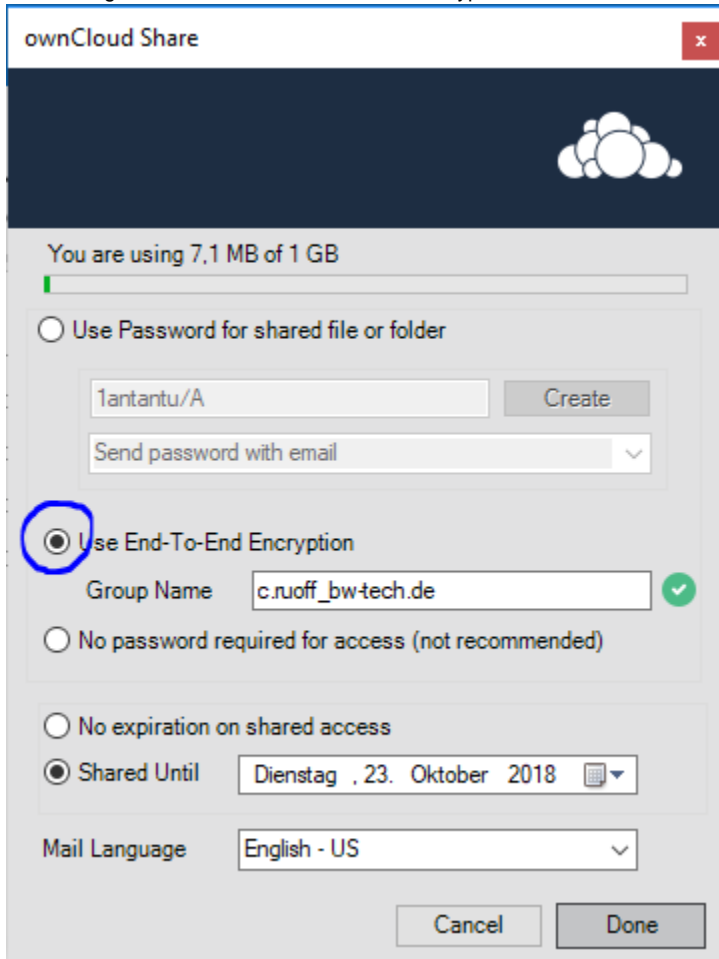 ownCloud Share
x
You are using 7,1 MB of 1 GB
Use Password for shared file or folder
1antantu/A
Create
Send password with email
Use End-To-End Encryption
Group Name c.ruoff_bw-tech.de
No password required for access (not recommended)
No expiration on shared access
Shared Until Dienstag , 23. Oktober 2018
Mail Language English - US
Cancel Done